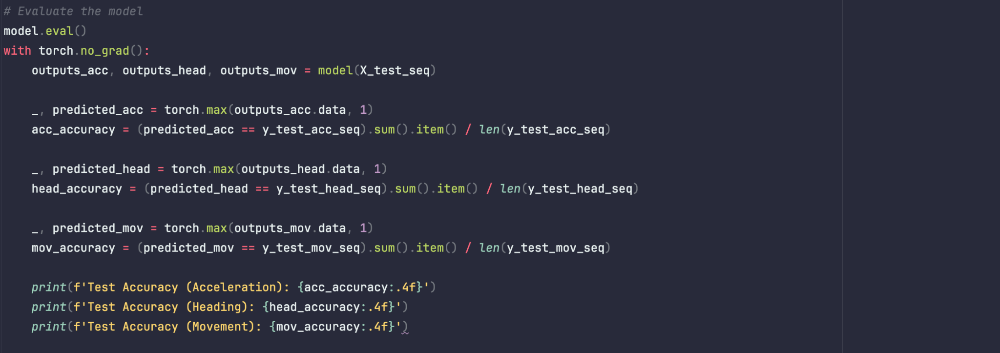 # Evaluate the model
model.eval()
with torch.no_grad():
    outputs_acc, outputs_head, outputs_mov = model(X_test_seq)

    _, predicted_acc = torch.max(outputs_acc.data, 1)
    acc_accuracy = (predicted_acc == y_test_acc_seq).sum().item() / len(y_test_acc_seq)

    _, predicted_head = torch.max(outputs_head.data, 1)
    head_accuracy = (predicted_head == y_test_head_seq).sum().item() / len(y_test_head_seq)

    _, predicted_mov = torch.max(outputs_mov.data, 1)
    mov_accuracy = (predicted_mov == y_test_mov_seq).sum().item() / len(y_test_mov_seq)

    print(f'Test Accuracy (Acceleration): {acc_accuracy:.4f}')
    print(f'Test Accuracy (Heading): {head_accuracy:.4f}')
    print(f'Test Accuracy (Movement): {mov_accuracy:.4f}')